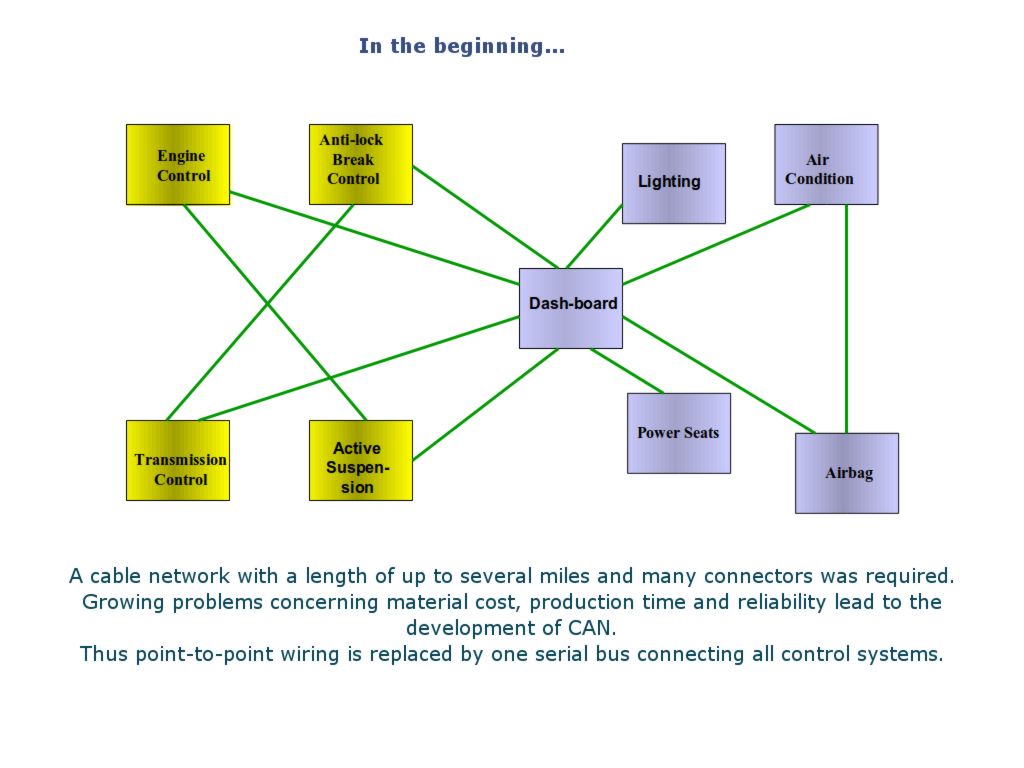 In the beginning...
Engine
Control
Anti-lock
Break
Control
Lighting
Air
Condition
Dash-board
Transmission
Control
Active
Suspen-
sion
Power Seats
Airbag
A cable network with a length of up to several miles and many connectors was required.
Growing problems concerning material cost, production time and reliability lead to the
development of CAN.
Thus point-to-point wiring is replaced by one serial bus connecting all control systems.